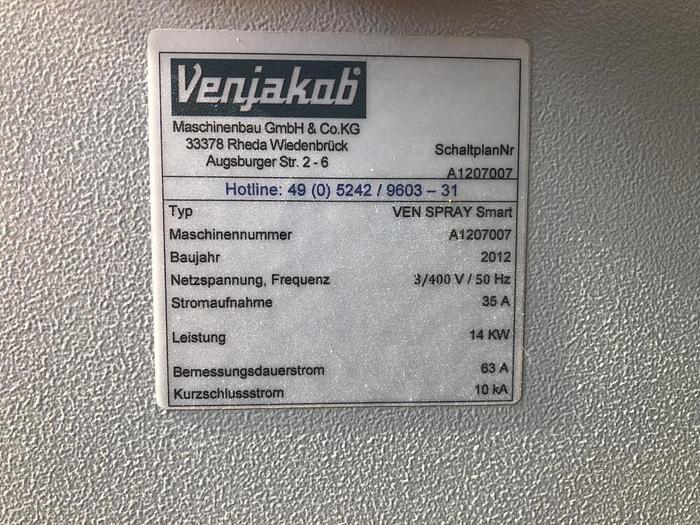 Venjakob®
Maschinenbau GmbH & Co.KG
33378 Rheda Wiedenbrück
Augsburger Str. 2 - 6
SchaltplanNr
A1207007
Hotline: 49 (0) 5242 / 9603 – 31
Typ VEN SPRAY Smart
Maschinennummer A1207007
Baujahr 2012
Netzspannung, Frequenz 3/400 V / 50 Hz
Stromaufnahme 35 A
Leistung 14 KW
Bernessungsdauerstrom 63 A
Kurzschlussstrom 10 kA